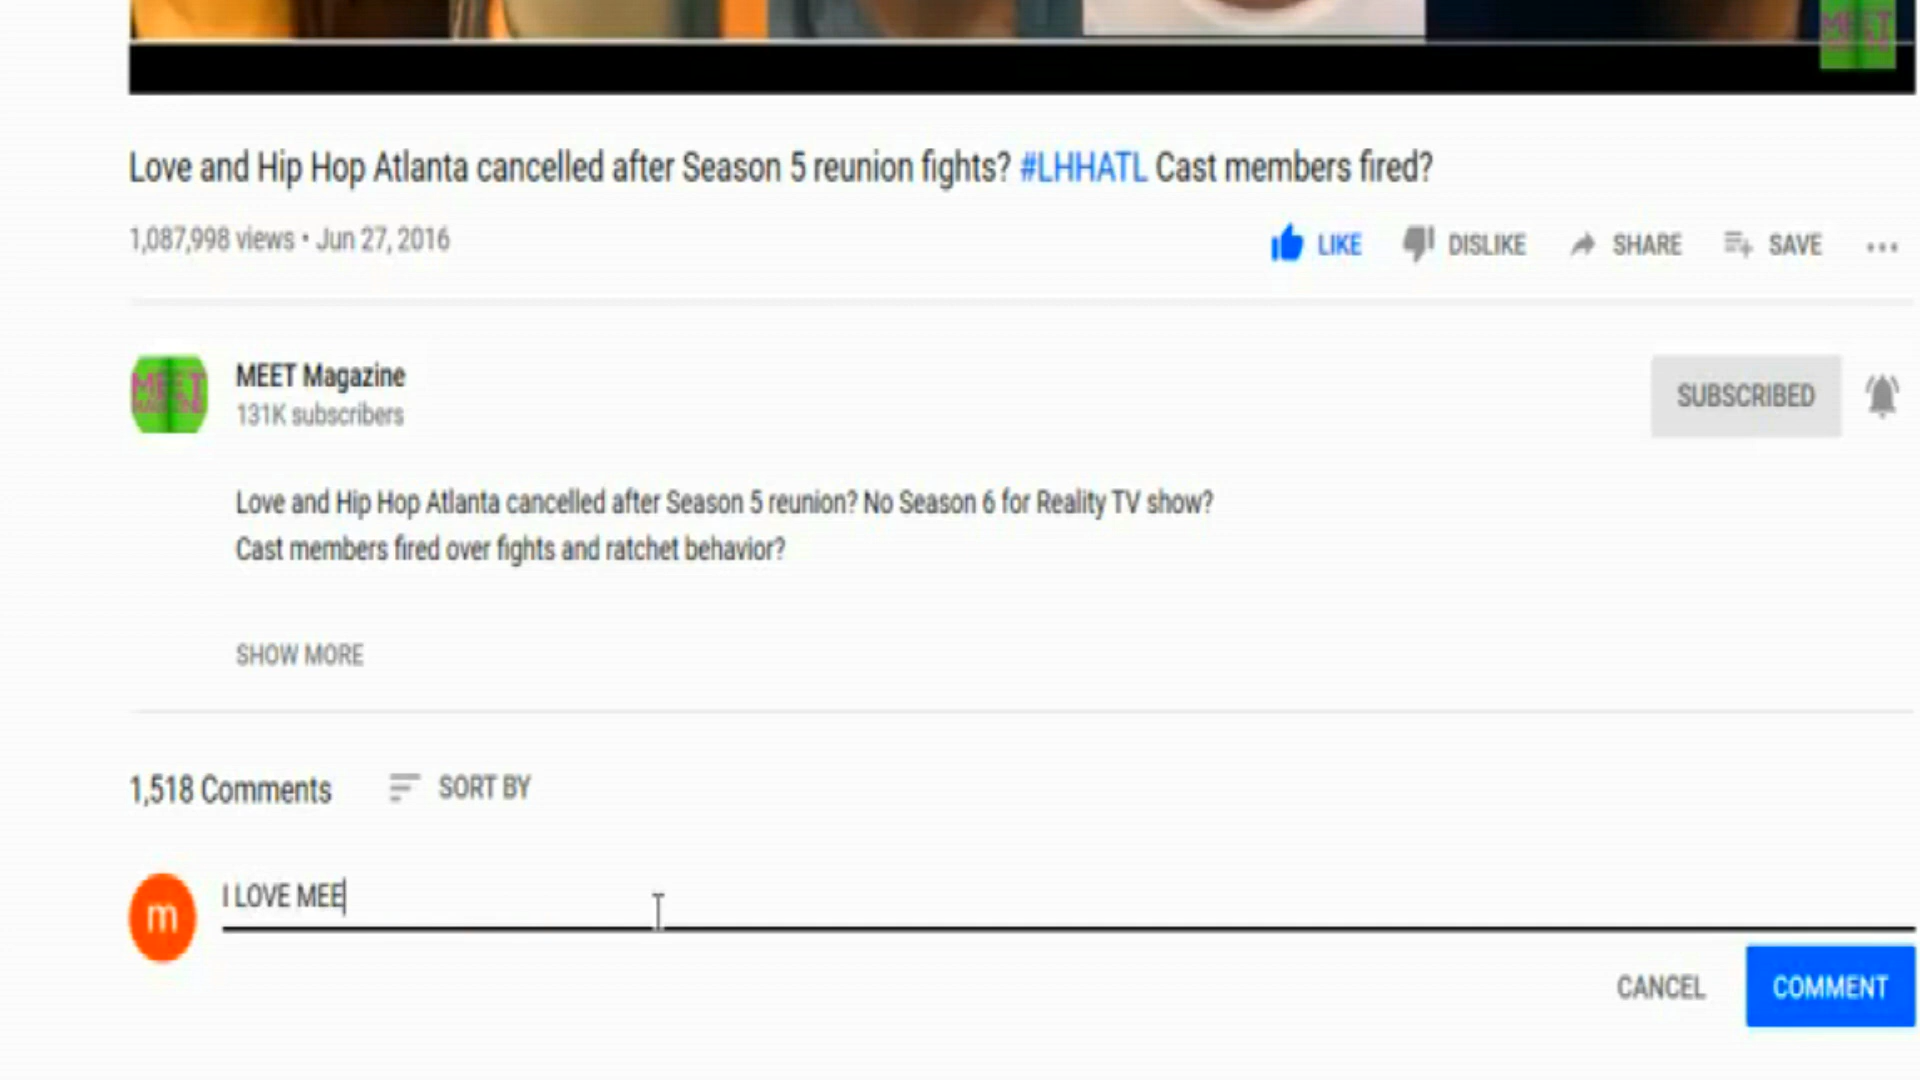 MEET
Love and Hip Hop Atlanta cancelled after Season 5 reunion fights? #LHHATL Cast members fired?
1,087,998 views • Jun 27, 2016
LIKE DISLIKE SHARE SAVE
MEET
MEET Magazine
131K subscribers
SUBSCRIBED
Love and Hip Hop Atlanta cancelled after Season 5 reunion? No Season 6 for Reality TV show?
Cast members fired over fights and ratchet behavior?
SHOW MORE
1,518 Comments SORT BY
m
I LOVE MEE
CANCEL COMMENT